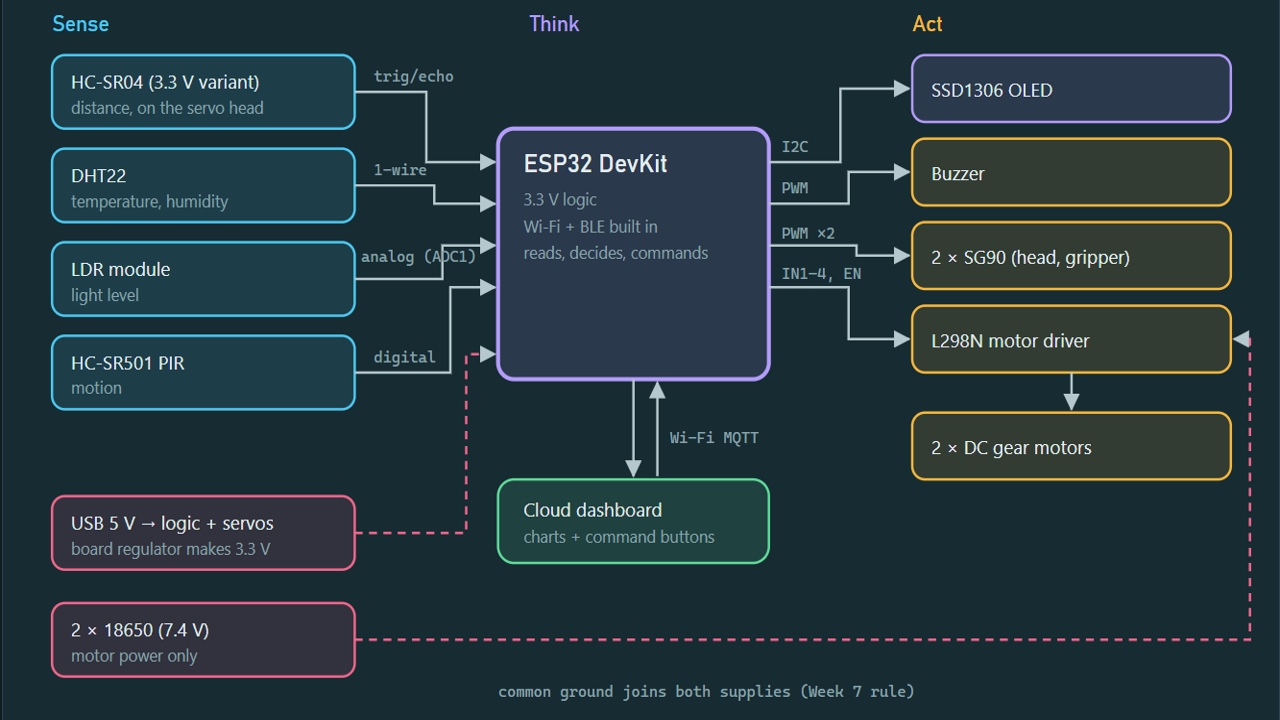 Sense
Think
Act
HC-SR04 (3.3 V variant)
distance, on the servo head
trig/echo
DHT22
temperature, humidity
1-wire
LDR module
light level
analog (ADC1)
HC-SR501 PIR
motion
digital
USB 5 V → logic + servos
board regulator makes 3.3 V
2 × 18650 (7.4 V)
motor power only
ESP32 DevKit
3.3 V logic
Wi-Fi + BLE built in
reads, decides, commands
Wi-Fi MQTT
Cloud dashboard
charts + command buttons
I2C
SSD1306 OLED
PWM
Buzzer
PWM ×2
2 × SG90 (head, gripper)
IN1-4, EN
L298N motor driver
2 × DC gear motors
common ground joins both supplies (Week 7 rule)